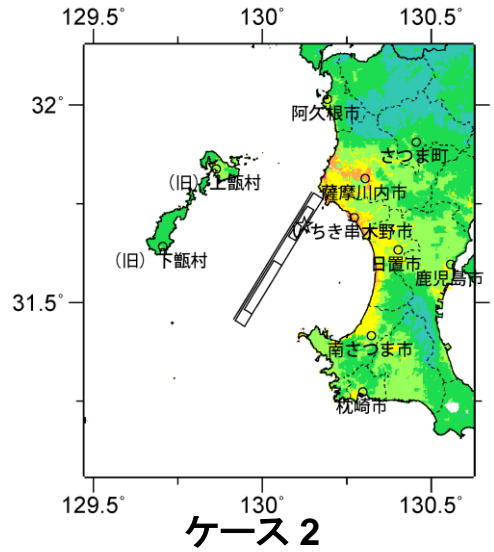 129.5°
130°
130.5°
32°
阿久根市
さつま町
（旧）上甑村
薩摩川内市
いちき串木野市
（旧）下甑村
日置市
鹿児島市
31.5°
南さつま市
枕崎市
129.5°
130°
130.5°
ケース 2